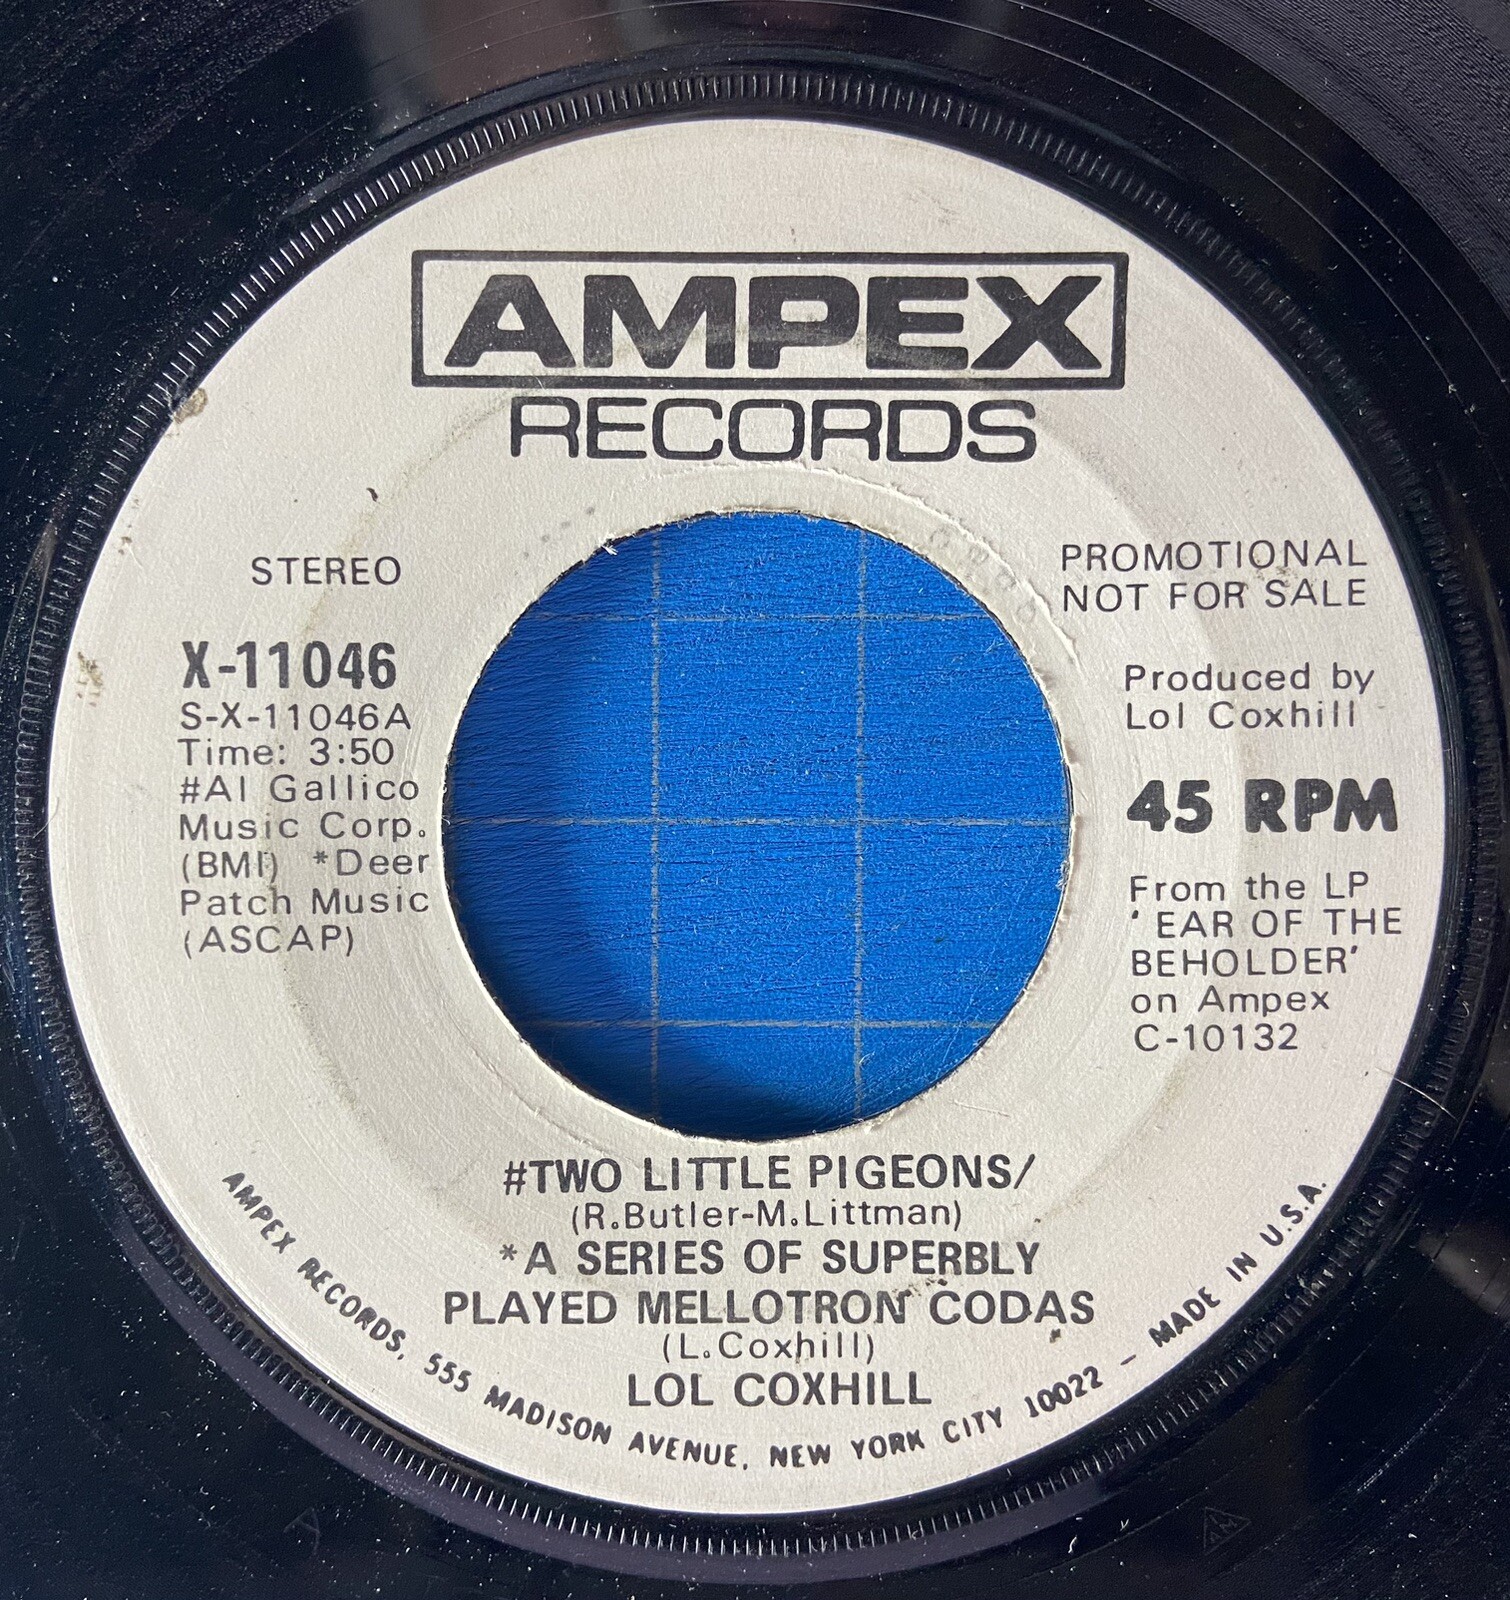 AMPEX
RECORDS
STEREO
X-11046
S-X-11046A
Time: 3:50
#Al Gallico
Music Corp.
(BMI) *Deer
Patch Music
(ASCAP)
PROMOTIONAL
NOT FOR SALE
Produced by
Lol Coxhill
45 RPM
From the LP
'EAR OF THE
BEHOLDER'
on Ampex
C-10132
#TWO LITTLE PIGEONS/
(R.Butler-M.Littman)
*A SERIES OF SUPERBLY
PLAYED MELLOTRON CODAS
(L.Coxhill)
LOL COXHILL
AMPEX RECORDS, 555 MADISON AVENUE, NEW YORK CITY 10022 - MADE IN U.S.A.